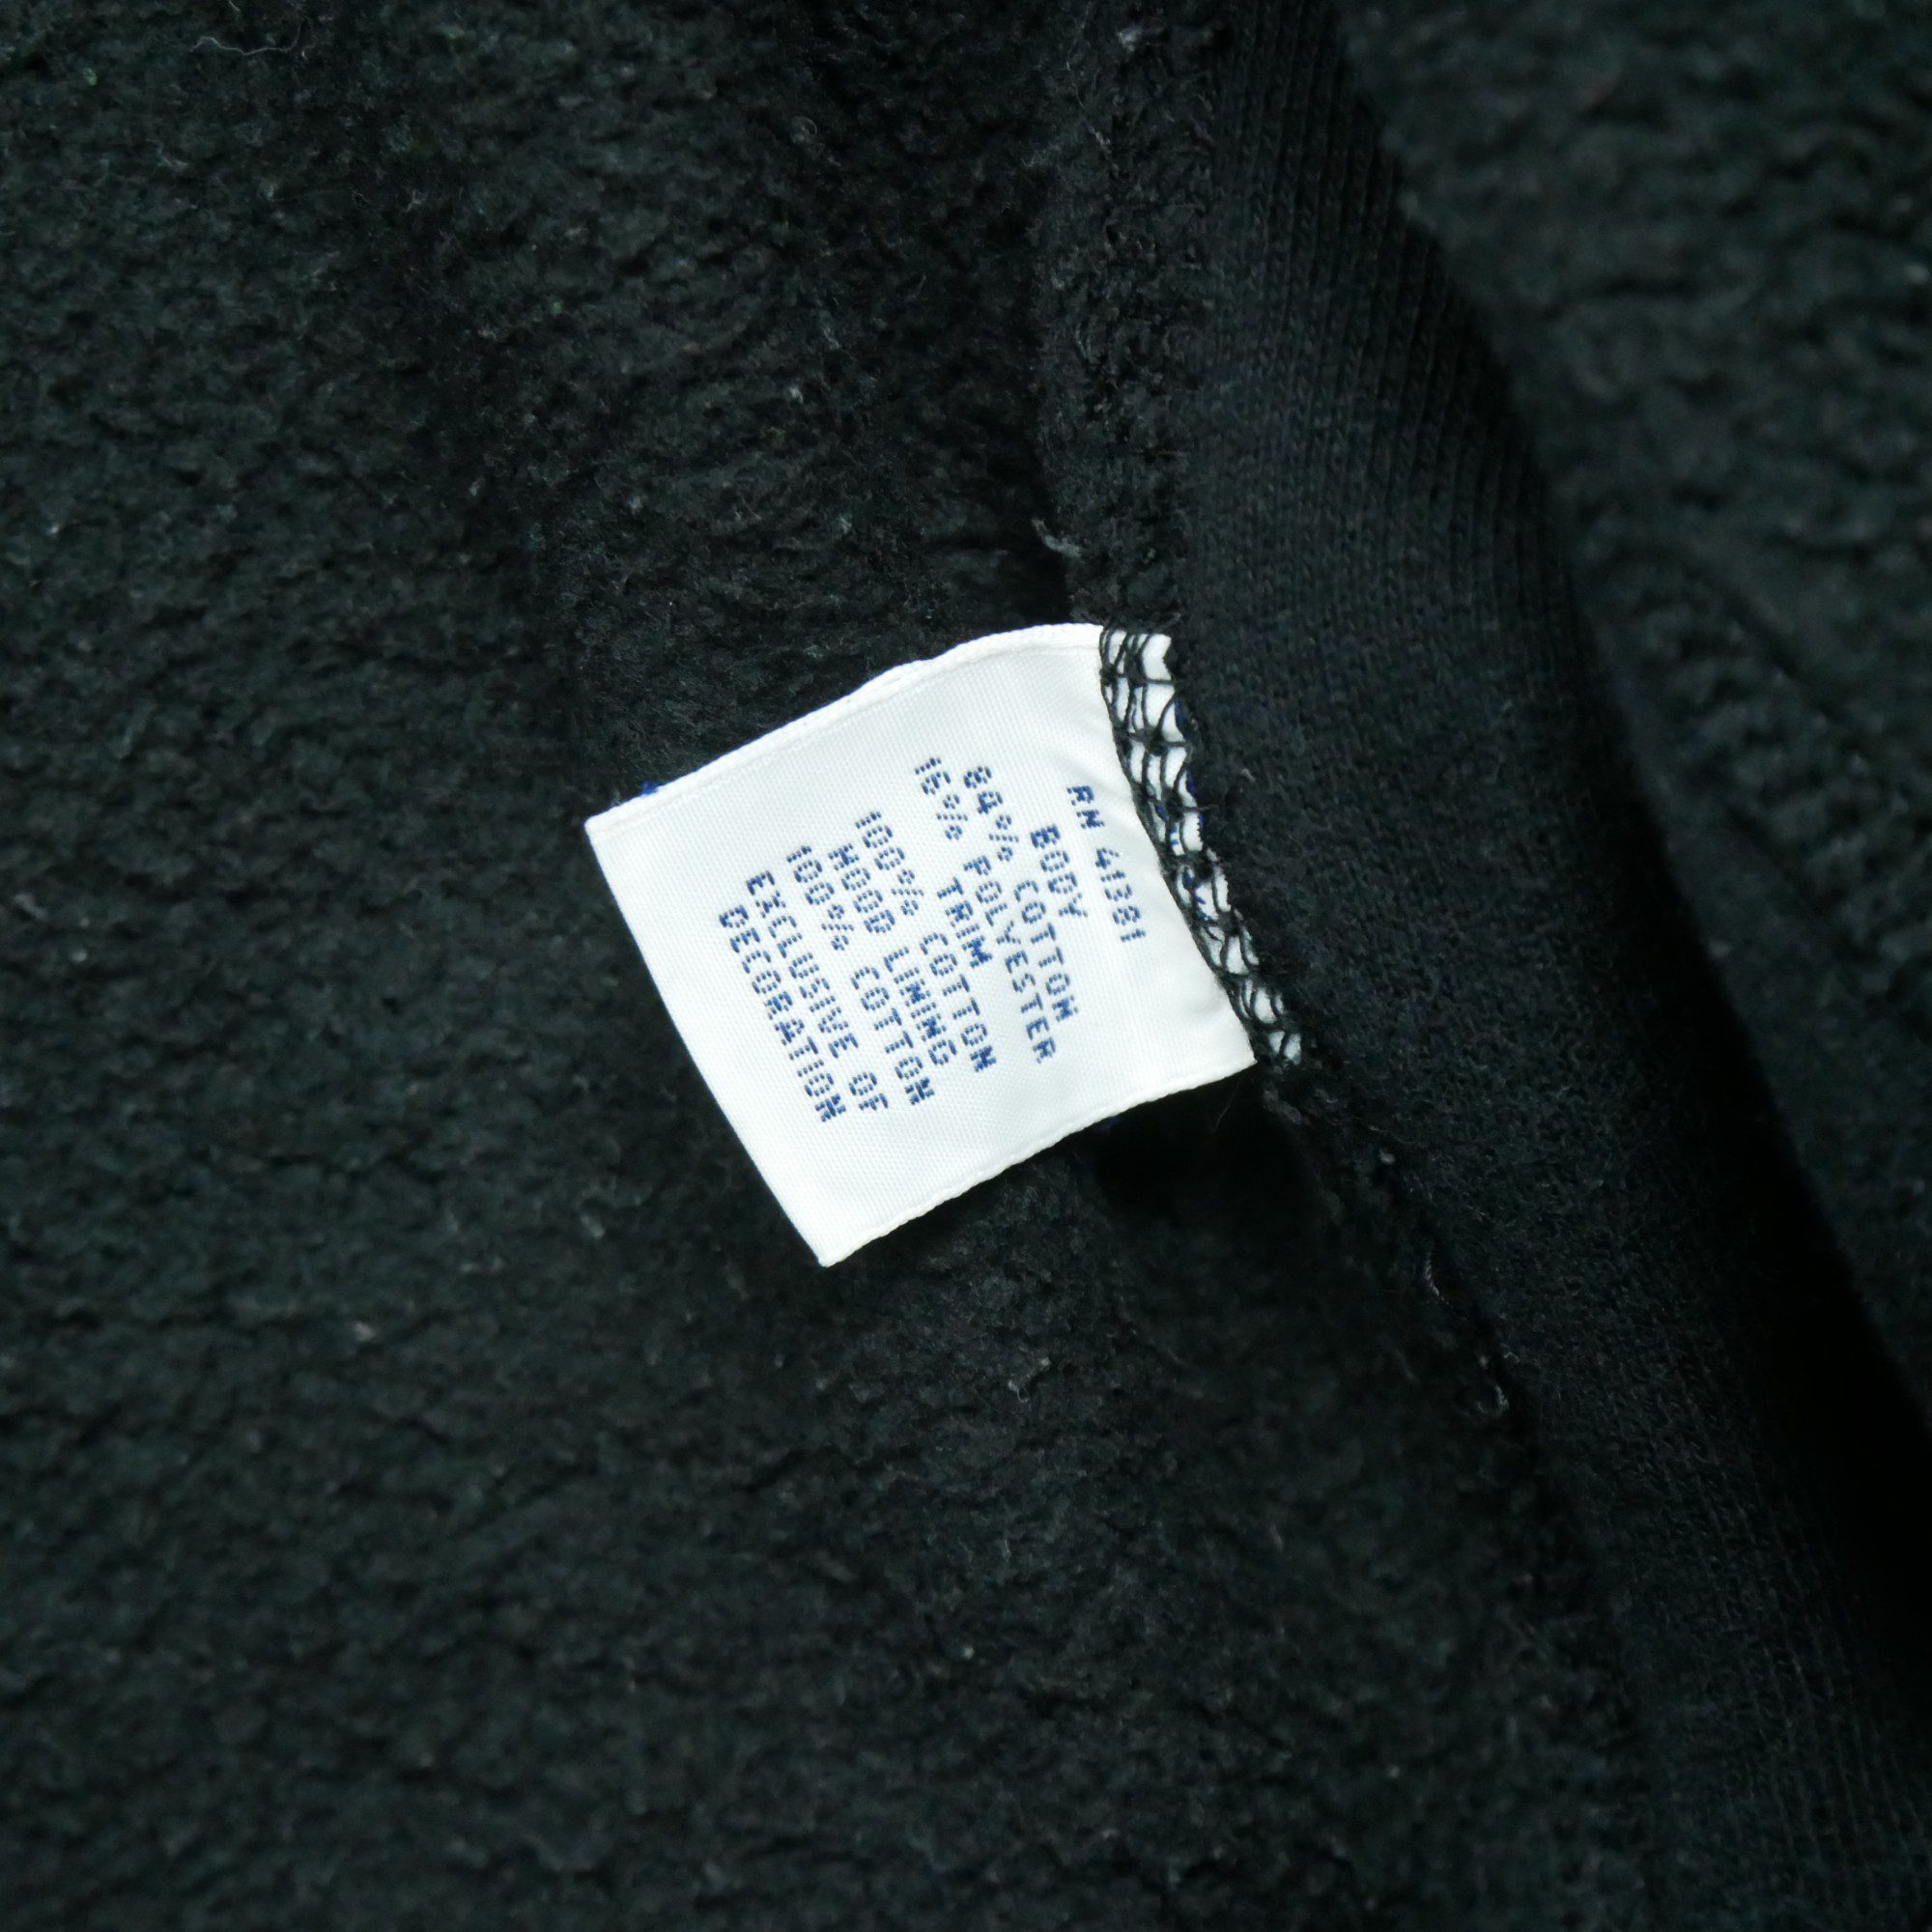 RN 41381
BODY
84% COTTON
16% POLYESTER
TRIM
100% COTTON
HOOD LINING
100% COTTON
EXCLUSIVE OF
DECORATION